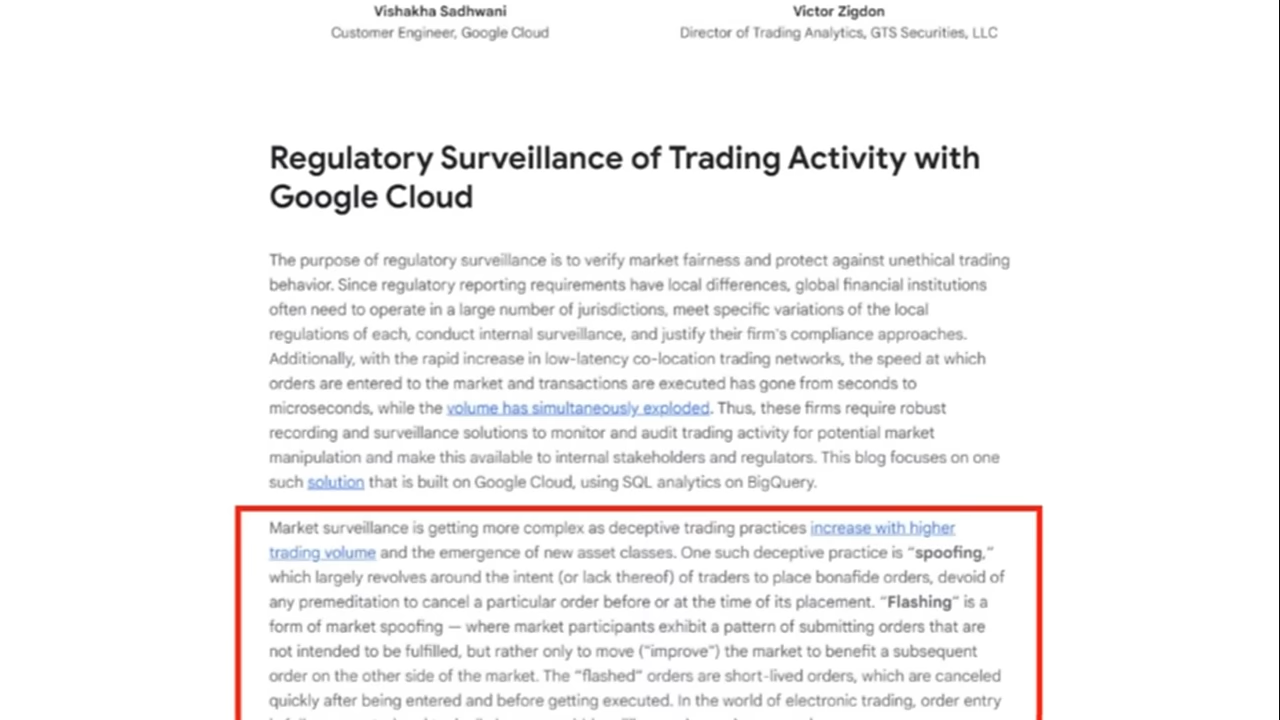 Vishakha Sadhwani
Customer Engineer, Google Cloud
Victor Zigdon
Director of Trading Analytics, GTS Securities, LLC
Regulatory Surveillance of Trading Activity with
Google Cloud
The purpose of regulatory surveillance is to verify market fairness and protect against unethical trading
behavior. Since regulatory reporting requirements have local differences, global financial institutions
often need to operate in a large number of jurisdictions, meet specific variations of the local
regulations of each, conduct internal surveillance, and justify their firm's compliance approaches.
Additionally, with the rapid increase in low-latency co-location trading networks, the speed at which
orders are entered to the market and transactions are executed has gone from seconds to
microseconds, while the volume has simultaneously exploded. Thus, these firms require robust
recording and surveillance solutions to monitor and audit trading activity for potential market
manipulation and make this available to internal stakeholders and regulators. This blog focuses on one
such solution that is built on Google Cloud, using SQL analytics on BigQuery.
Market surveillance is getting more complex as deceptive trading practices increase with higher
trading volume and the emergence of new asset classes. One such deceptive practice is “spoofing,”
which largely revolves around the intent (or lack thereof) of traders to place bonafide orders, devoid of
any premeditation to cancel a particular order before or at the time of its placement. “Flashing” is a
form of market spoofing — where market participants exhibit a pattern of submitting orders that are
not intended to be fulfilled, but rather only to move (“improve”) the market to benefit a subsequent
order on the other side of the market. The “flashed” orders are short-lived orders, which are canceled
quickly after being entered and before getting executed. In the world of electronic trading, order entry